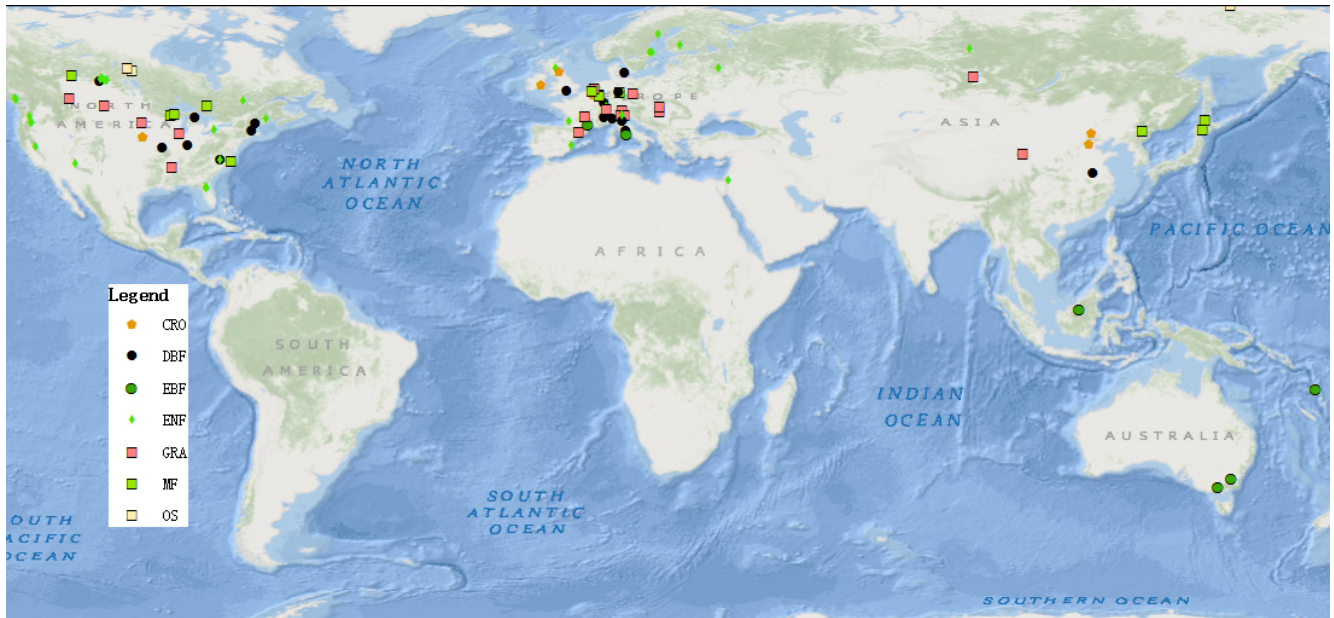 NORTH
AMERICA
EUROPE
ASIA
NORTH
ATLANTIC
OCEAN
PACIFIC OCEAN
AFRICA
Legend
CRO
DBF
EBF
ENF
GRA
MF
OS
SOUTH
AMERICA
INDIAN
OCEAN
AUSTRALIA
SOUTH
ATLANTIC
OCEAN
OUTH
ACIFIC
OCEAN
SOUTHERN OCEAN